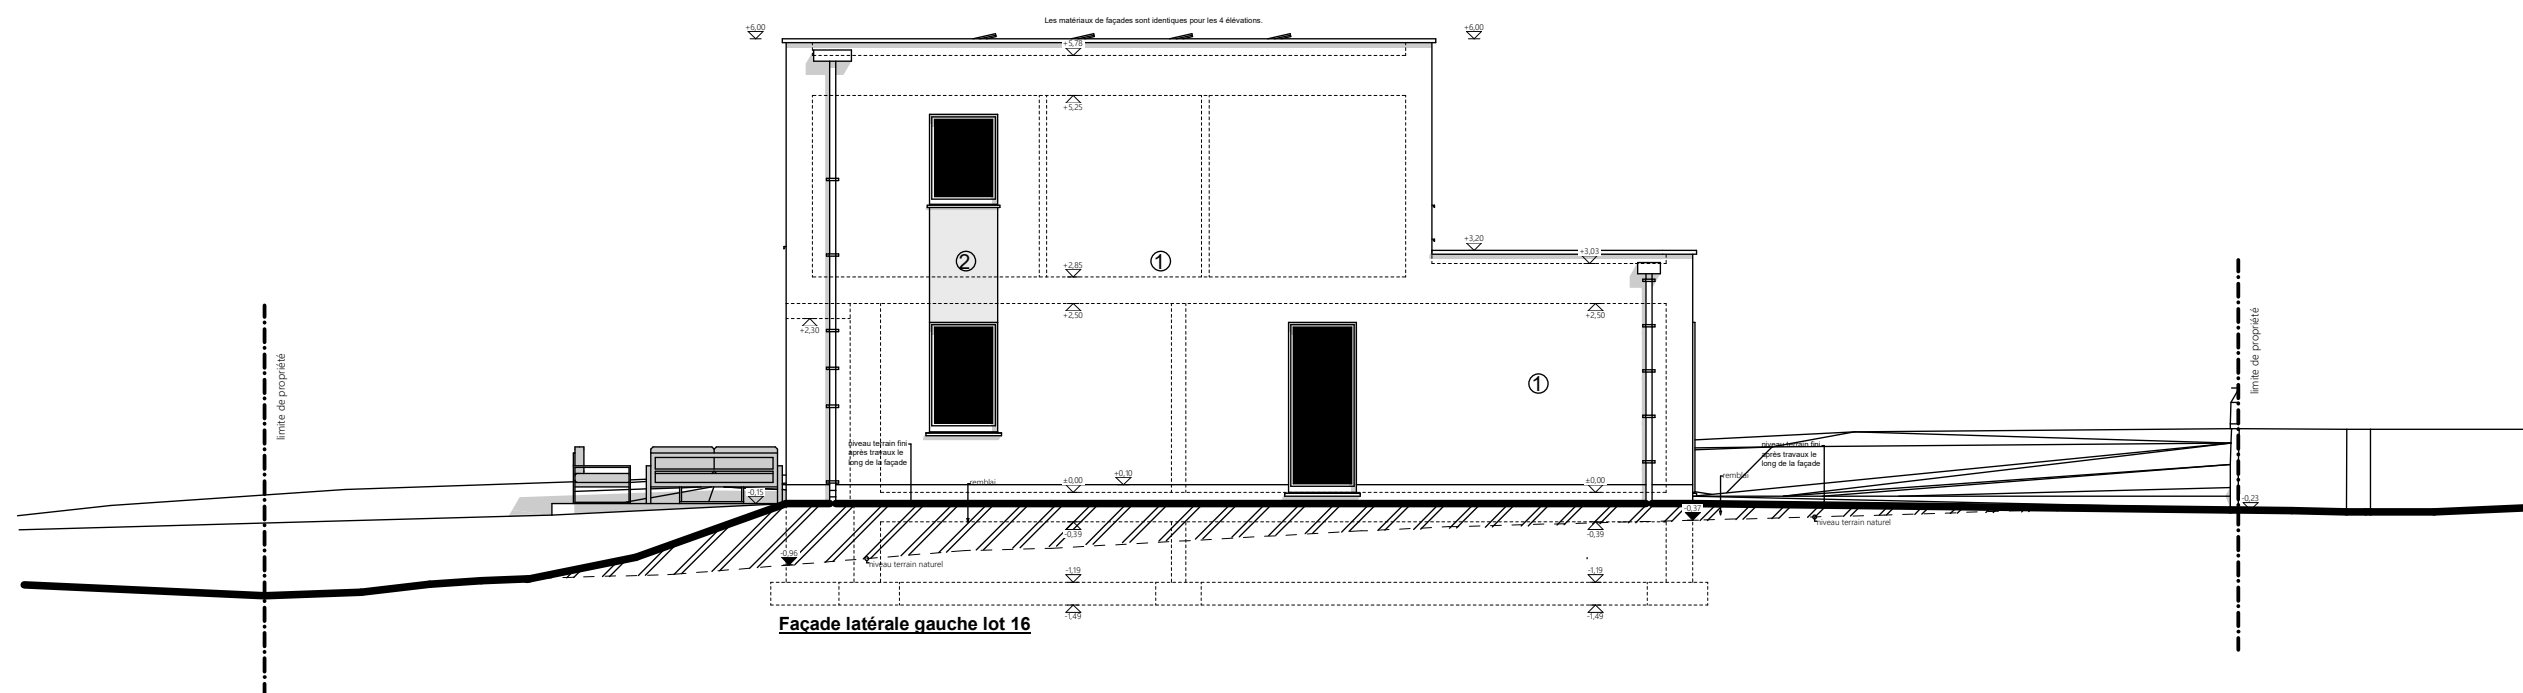 Les matériaux de façades sont identiques pour les 4 élévations.
+6,00
+6,00
+5,78
+5,25
+3,20
+3,03
2
1
+2,85
+2,50
+2,50
+2,30
limite de propriété
limite de propriété
1
niveau terrain fini
après travaux le
long de la façade
niveau terrain fini
après travaux le
long de la façade
+0,10
±0,00
±0,00
remblai
remblai
-0,15
-0,23
-0,37
niveau terrain naturel
-0,39
-0,39
-0,96
niveau terrain naturel
-1,19
-1,19
-1,49
-1,49
Façade latérale gauche lot 16